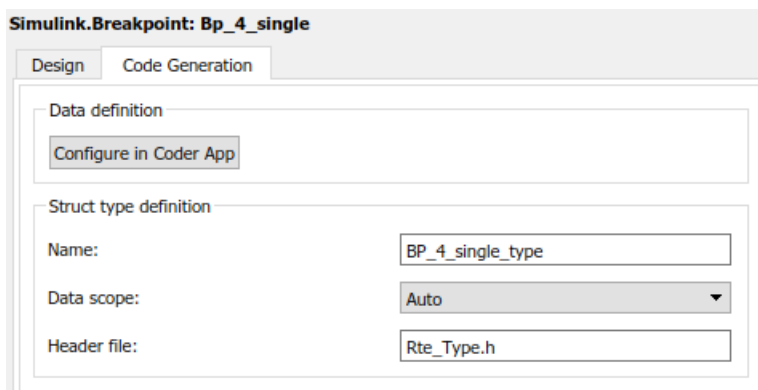 Simulink.Breakpoint: Bp_4_single
Design Code Generation
Data definition
Configure in Coder App
Struct type definition
Name: BP_4_single_type
Data scope: Auto
Header file: Rte_Type.h